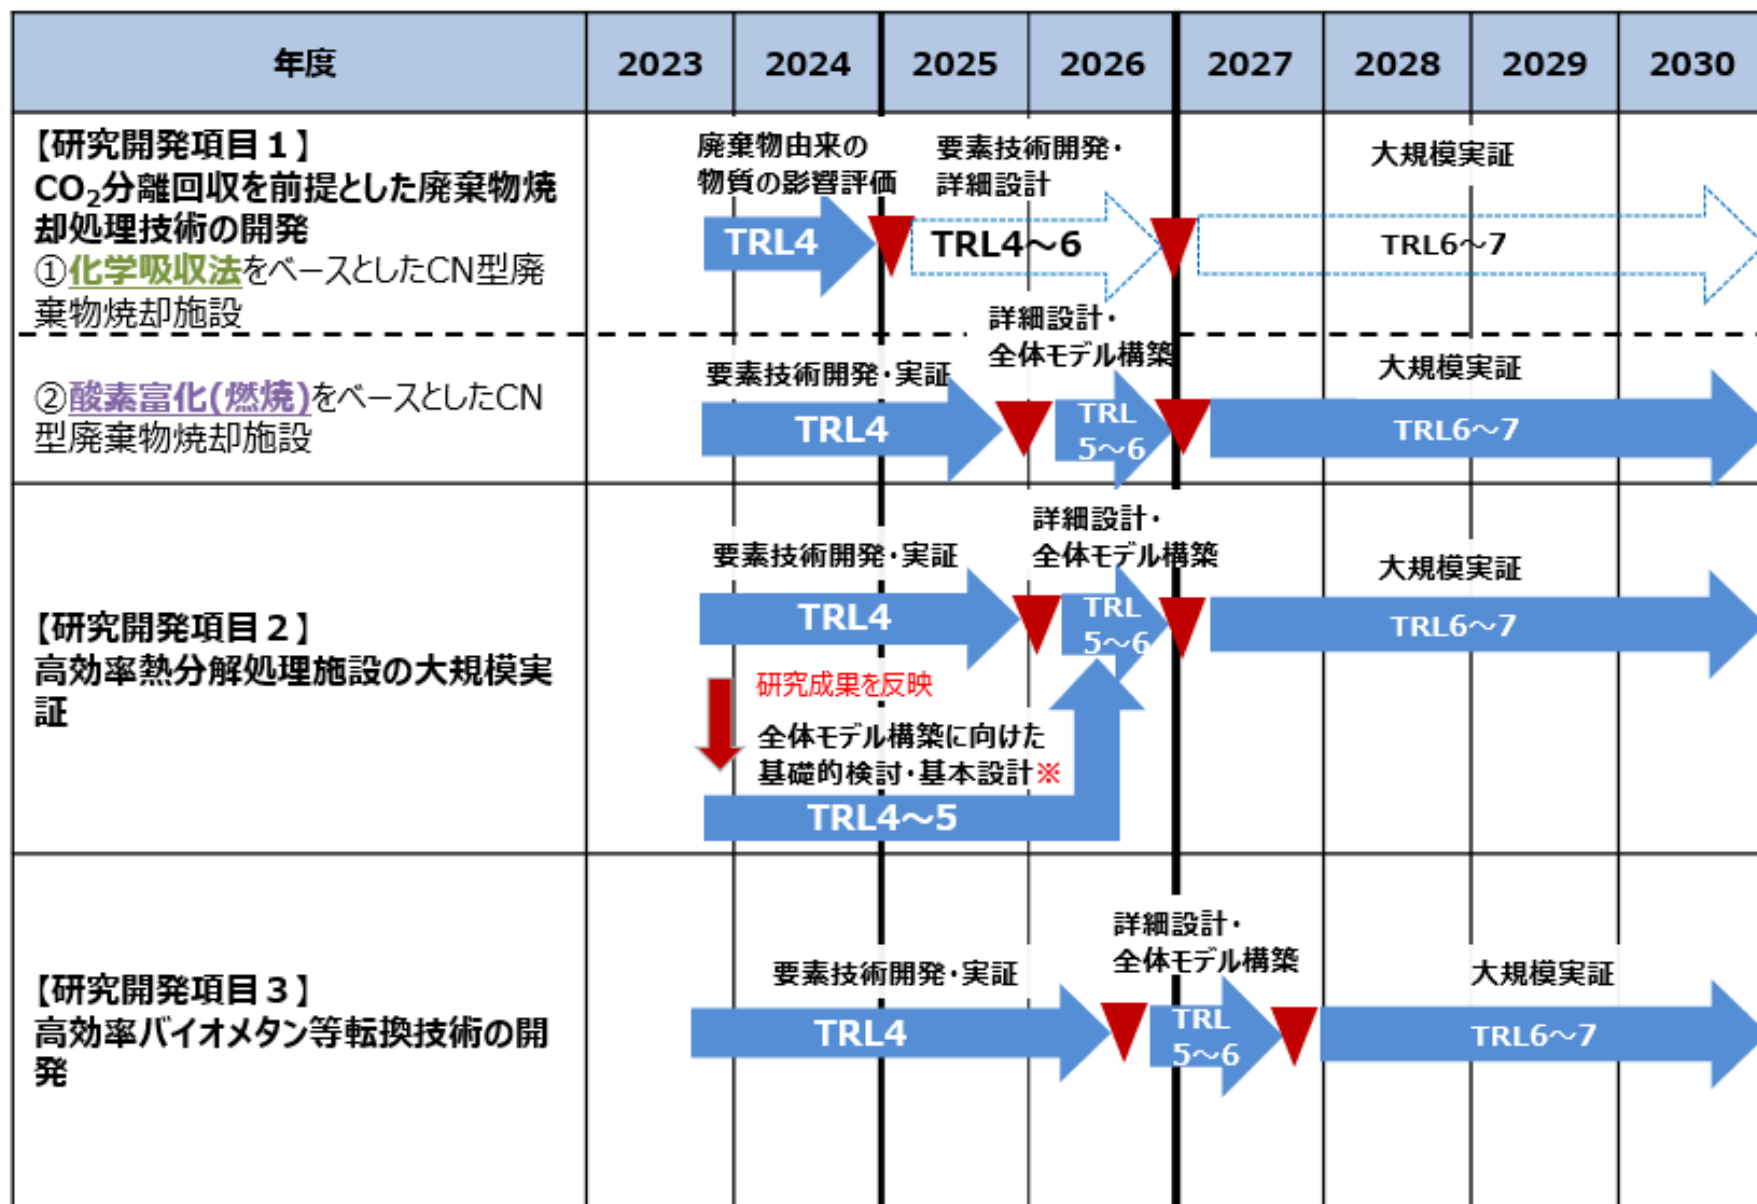 年度 2023 2024 2025 2026 2027 2028 2029 2030
【研究開発項目１】
CO₂分離回収を前提とした廃棄物焼
却処理技術の開発
①化学吸収法をベースとしたCN型廃
棄物焼却施設
廃棄物由来の
物質の影響評価
TRL4
要素技術開発・
詳細設計
TRL4～6
大規模実証
TRL6～7
②酸素富化(燃焼)をベースとしたCN
型廃棄物焼却施設
要素技術開発・実証
TRL4
詳細設計・
全体モデル構築
TRL
5～6
大規模実証
TRL6～7
【研究開発項目２】
高効率熱分解処理施設の大規模実
証
要素技術開発・実証
TRL4
詳細設計・
全体モデル構築
TRL
5～6
大規模実証
TRL6～7
研究成果を反映
全体モデル構築に向けた
基礎的検討・基本設計※
TRL4～5
【研究開発項目３】
高効率バイオメタン等転換技術の開
発
要素技術開発・実証
TRL4
詳細設計・
全体モデル構築
TRL
5～6
大規模実証
TRL6～7